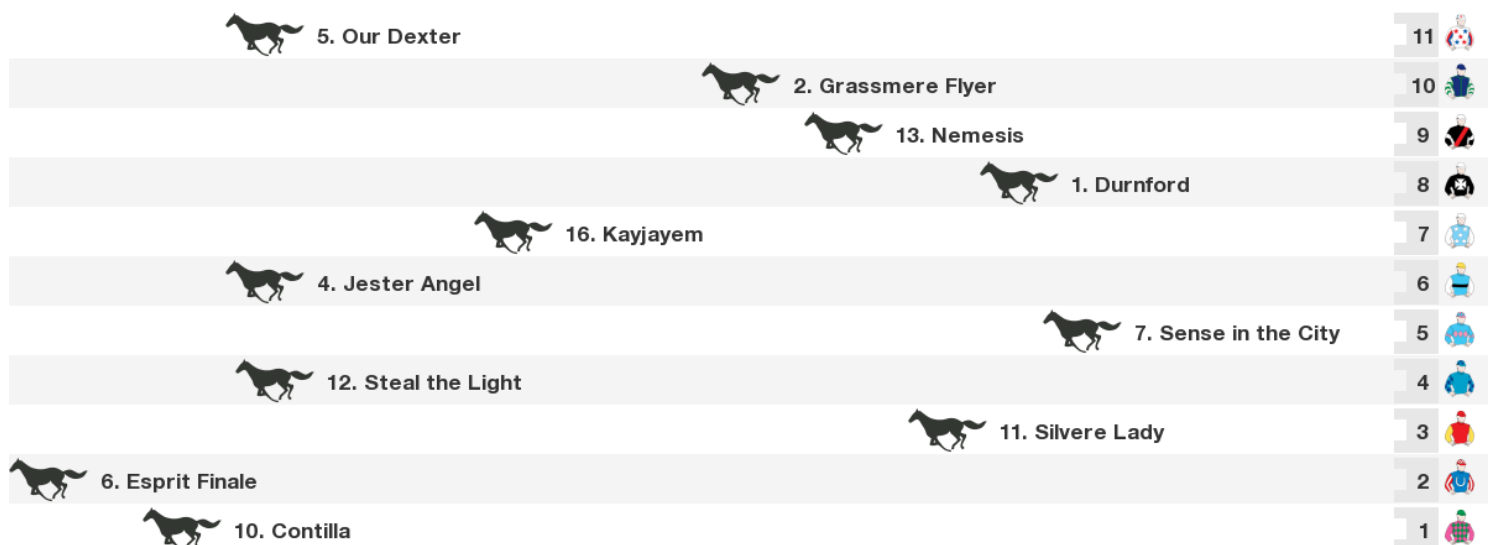 5. Our Dexter 11
2. Grassmere Flyer 10
13. Nemesis 9
1. Durnford 8
16. Kayjayem 7
4. Jester Angel 6
7. Sense in the City 5
12. Steal the Light 4
11. Silvere Lady 3
6. Esprit Finale 2
10. Contilla 1